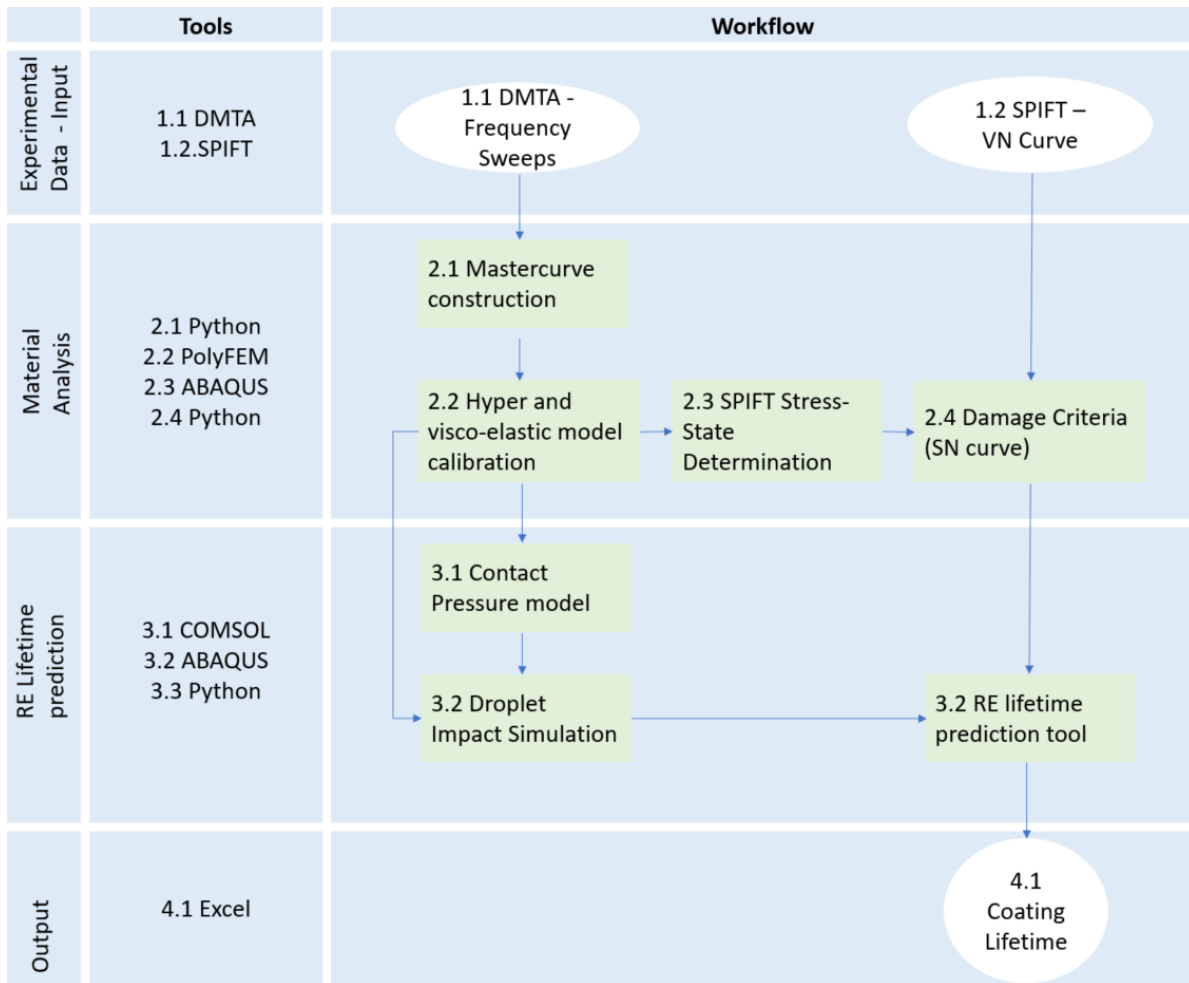 Tools
Workflow
Experimental
Data - Input
1.1 DMTA
1.2.SPIFT
1.1 DMTA -
Frequency
Sweeps
1.2 SPIFT –
VN Curve
Material
Analysis
2.1 Python
2.2 PolyFEM
2.3 ABAQUS
2.4 Python
2.1 Mastercurve
construction
2.2 Hyper and
visco-elastic model
calibration
2.3 SPIFT Stress-
State
Determination
2.4 Damage Criteria
(SN curve)
RE Lifetime
prediction
3.1 COMSOL
3.2 ABAQUS
3.3 Python
3.1 Contact
Pressure model
3.2 Droplet
Impact Simulation
3.2 RE lifetime
prediction tool
Output
4.1 Excel
4.1
Coating
Lifetime